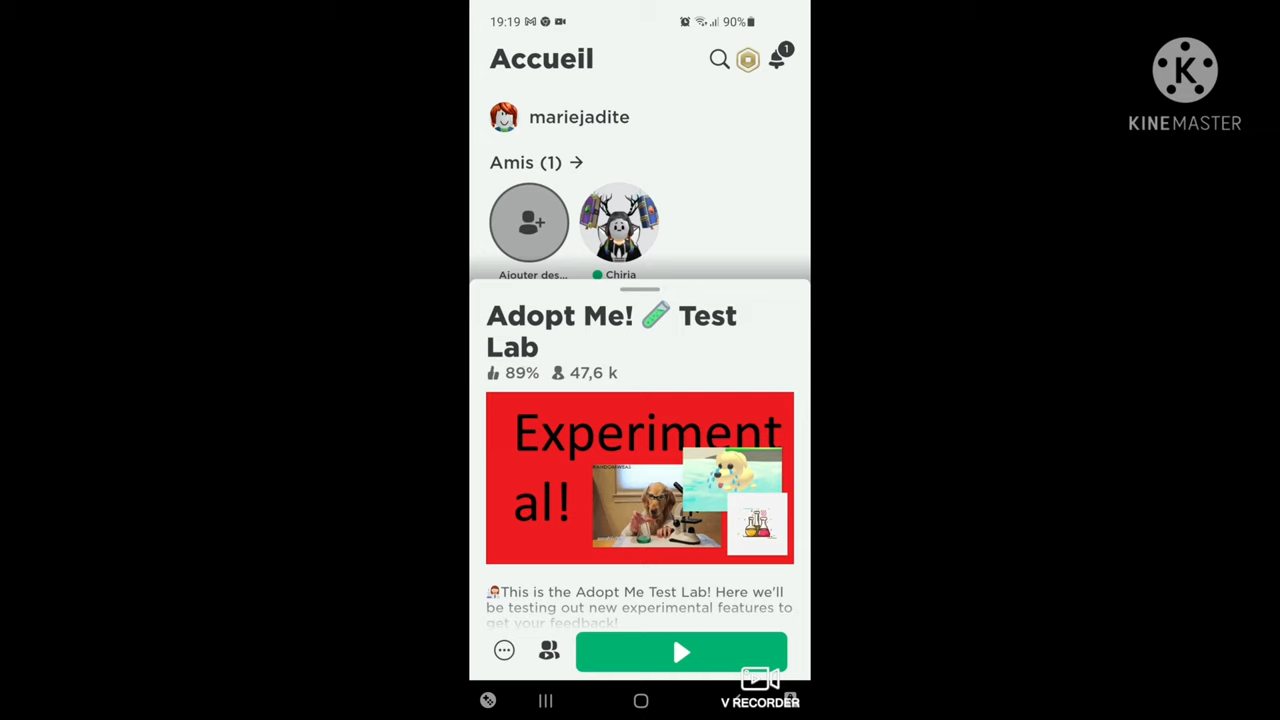 19:19 90%
Accueil
1
mariejadite
Amis (1) →
Ajouter des...
Chiria
Adopt Me! 🧪 Test
Lab
89% 47,6 k
Experiment
al!
This is the Adopt Me Test Lab! Here we'll
be testing out new experimental features to
get your feedback!
V RECORDER
K
KINEMASTER